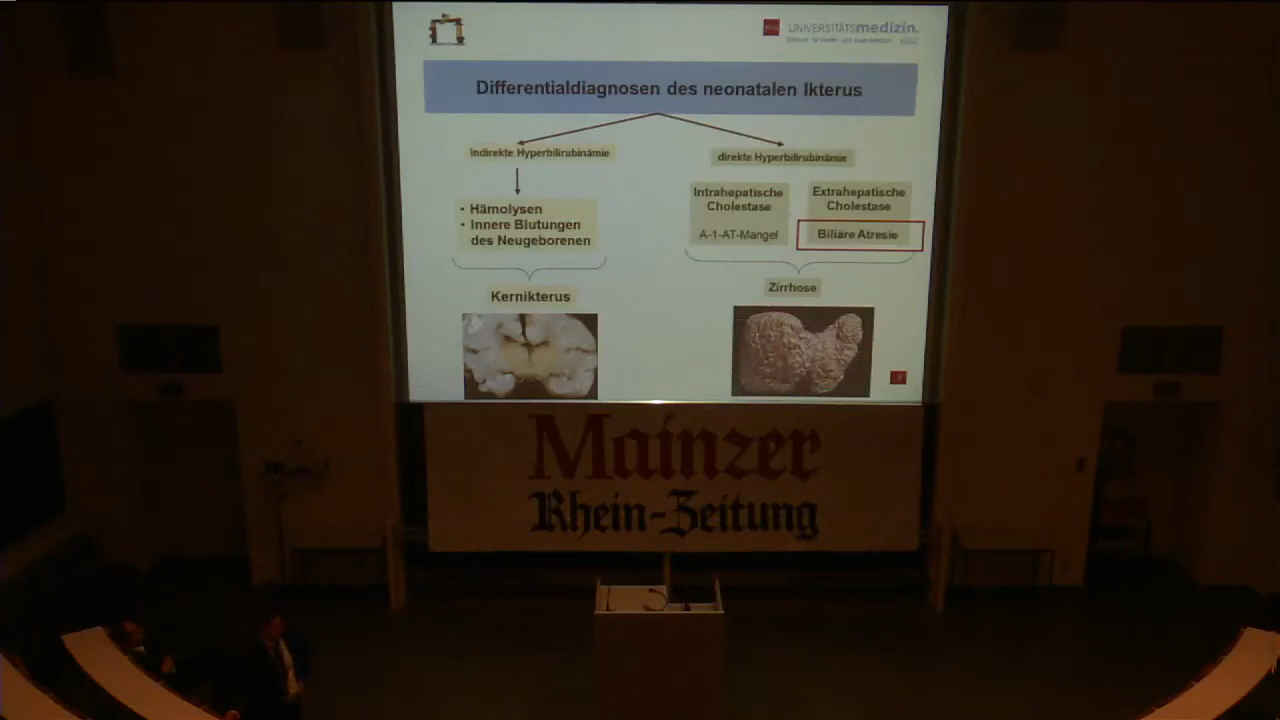 UNIVERSITÄTSmedizin.
Differentialdiagnosen des neonatalen Ikterus
Indirekte Hyperbilirubinämie
direkte Hyperbilirubinämie
• Hämolysen
• Innere Blutungen
des Neugeborenen
Intrahepatische
Cholestase
A-1-AT-Mangel
Extrahepatische
Cholestase
Biliäre Atresie
Kernikterus
Zirrhose
Mainzer
Rhein-Zeitung